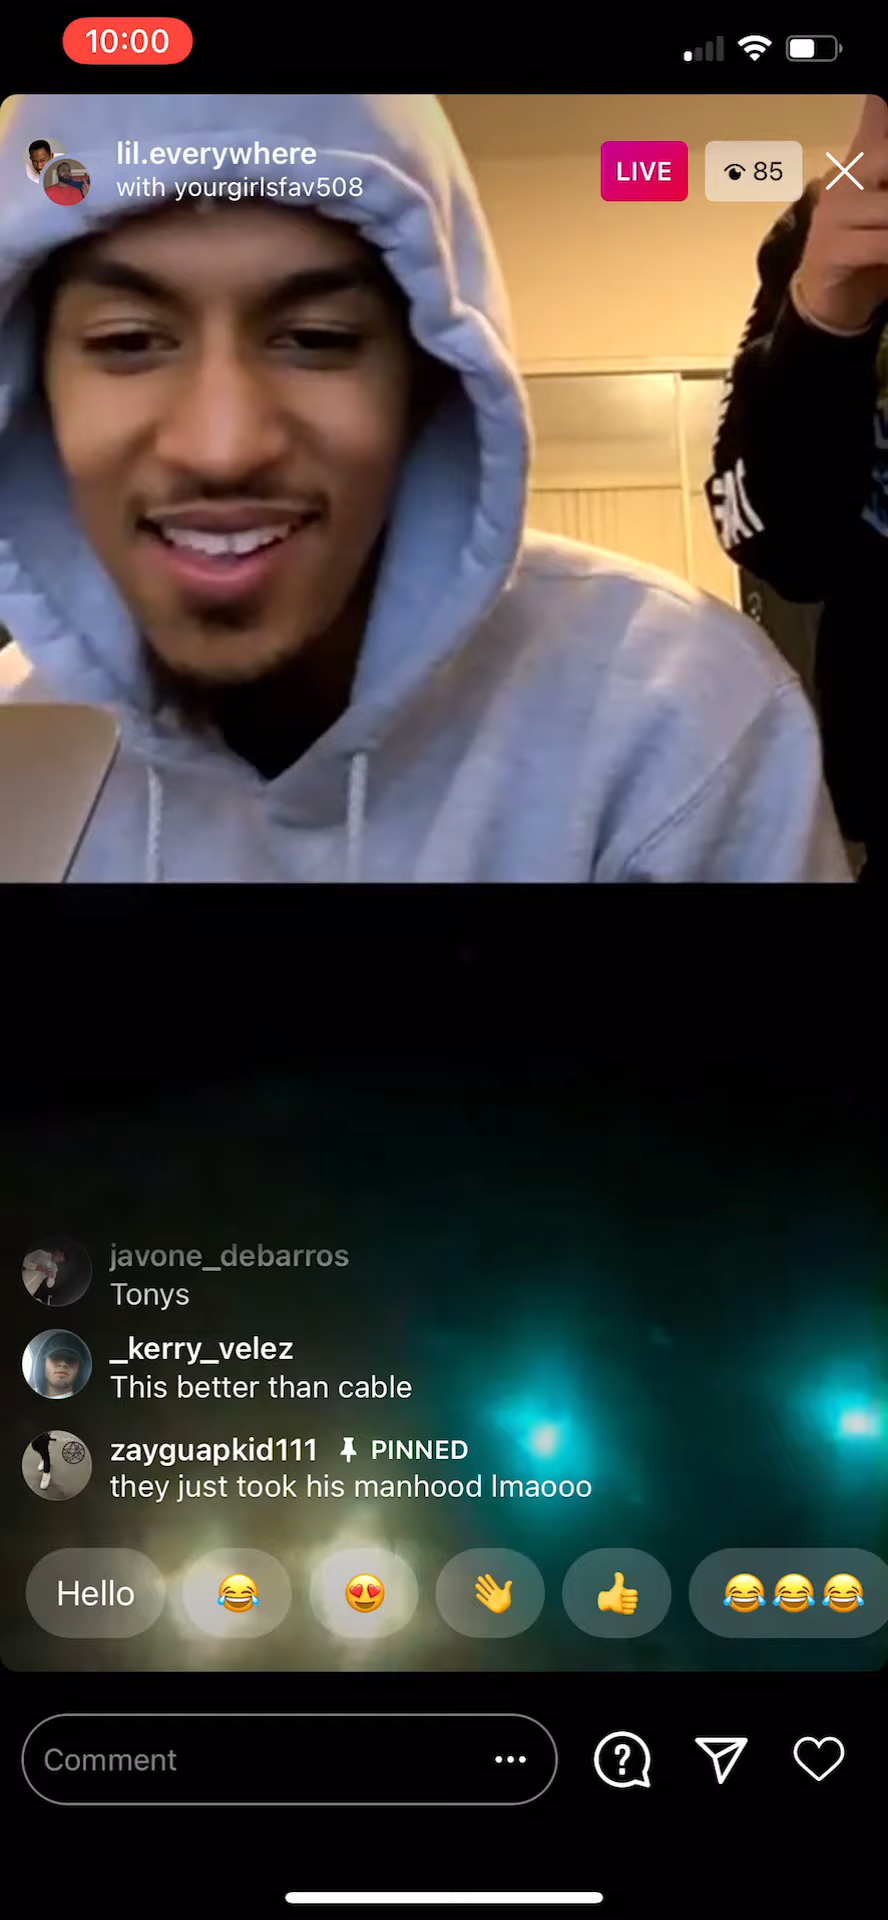 10:00
lil.everywhere
with yourgirlsfav508
LIVE
85
javone_debarros
Tonys
_kerry_velez
This better than cable
zayguapkid111 PINNED
they just took his manhood lmaooo
Hello
Comment